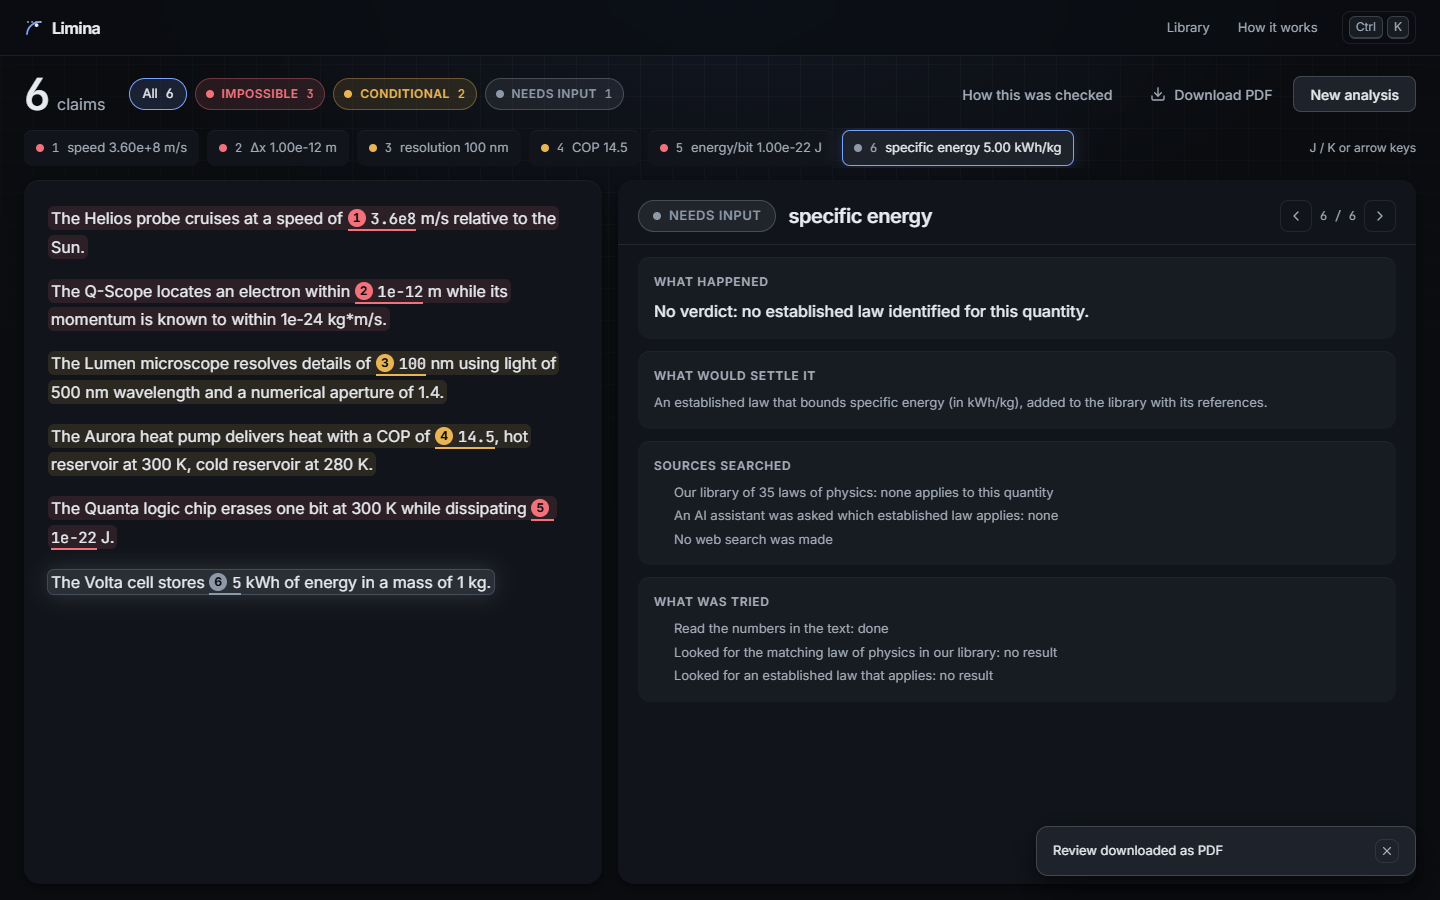 Limina
Library
How it works
Ctrl K
6 claims
All 6
IMPOSSIBLE 3
CONDITIONAL 2
NEEDS INPUT 1
How this was checked
Download PDF
New analysis
1 speed 3.60e+8 m/s
2 Δx 1.00e-12 m
3 resolution 100 nm
4 COP 14.5
5 energy/bit 1.00e-22 J
6 specific energy 5.00 kWh/kg
J / K or arrow keys
The Helios probe cruises at a speed of 1 3.6e8 m/s relative to the
Sun.
The Q-Scope locates an electron within 2 1e-12 m while its
momentum is known to within 1e-24 kg*m/s.
The Lumen microscope resolves details of 3 100 nm using light of
500 nm wavelength and a numerical aperture of 1.4.
The Aurora heat pump delivers heat with a COP of 4 14.5, hot
reservoir at 300 K, cold reservoir at 280 K.
The Quanta logic chip erases one bit at 300 K while dissipating 5
1e-22 J.
The Volta cell stores 6 5 kWh of energy in a mass of 1 kg.
NEEDS INPUT
specific energy
6 / 6
WHAT HAPPENED
No verdict: no established law identified for this quantity.
WHAT WOULD SETTLE IT
An established law that bounds specific energy (in kWh/kg), added to the library with its references.
SOURCES SEARCHED
Our library of 35 laws of physics: none applies to this quantity
An AI assistant was asked which established law applies: none
No web search was made
WHAT WAS TRIED
Read the numbers in the text: done
Looked for the matching law of physics in our library: no result
Looked for an established law that applies: no result
Review downloaded as PDF